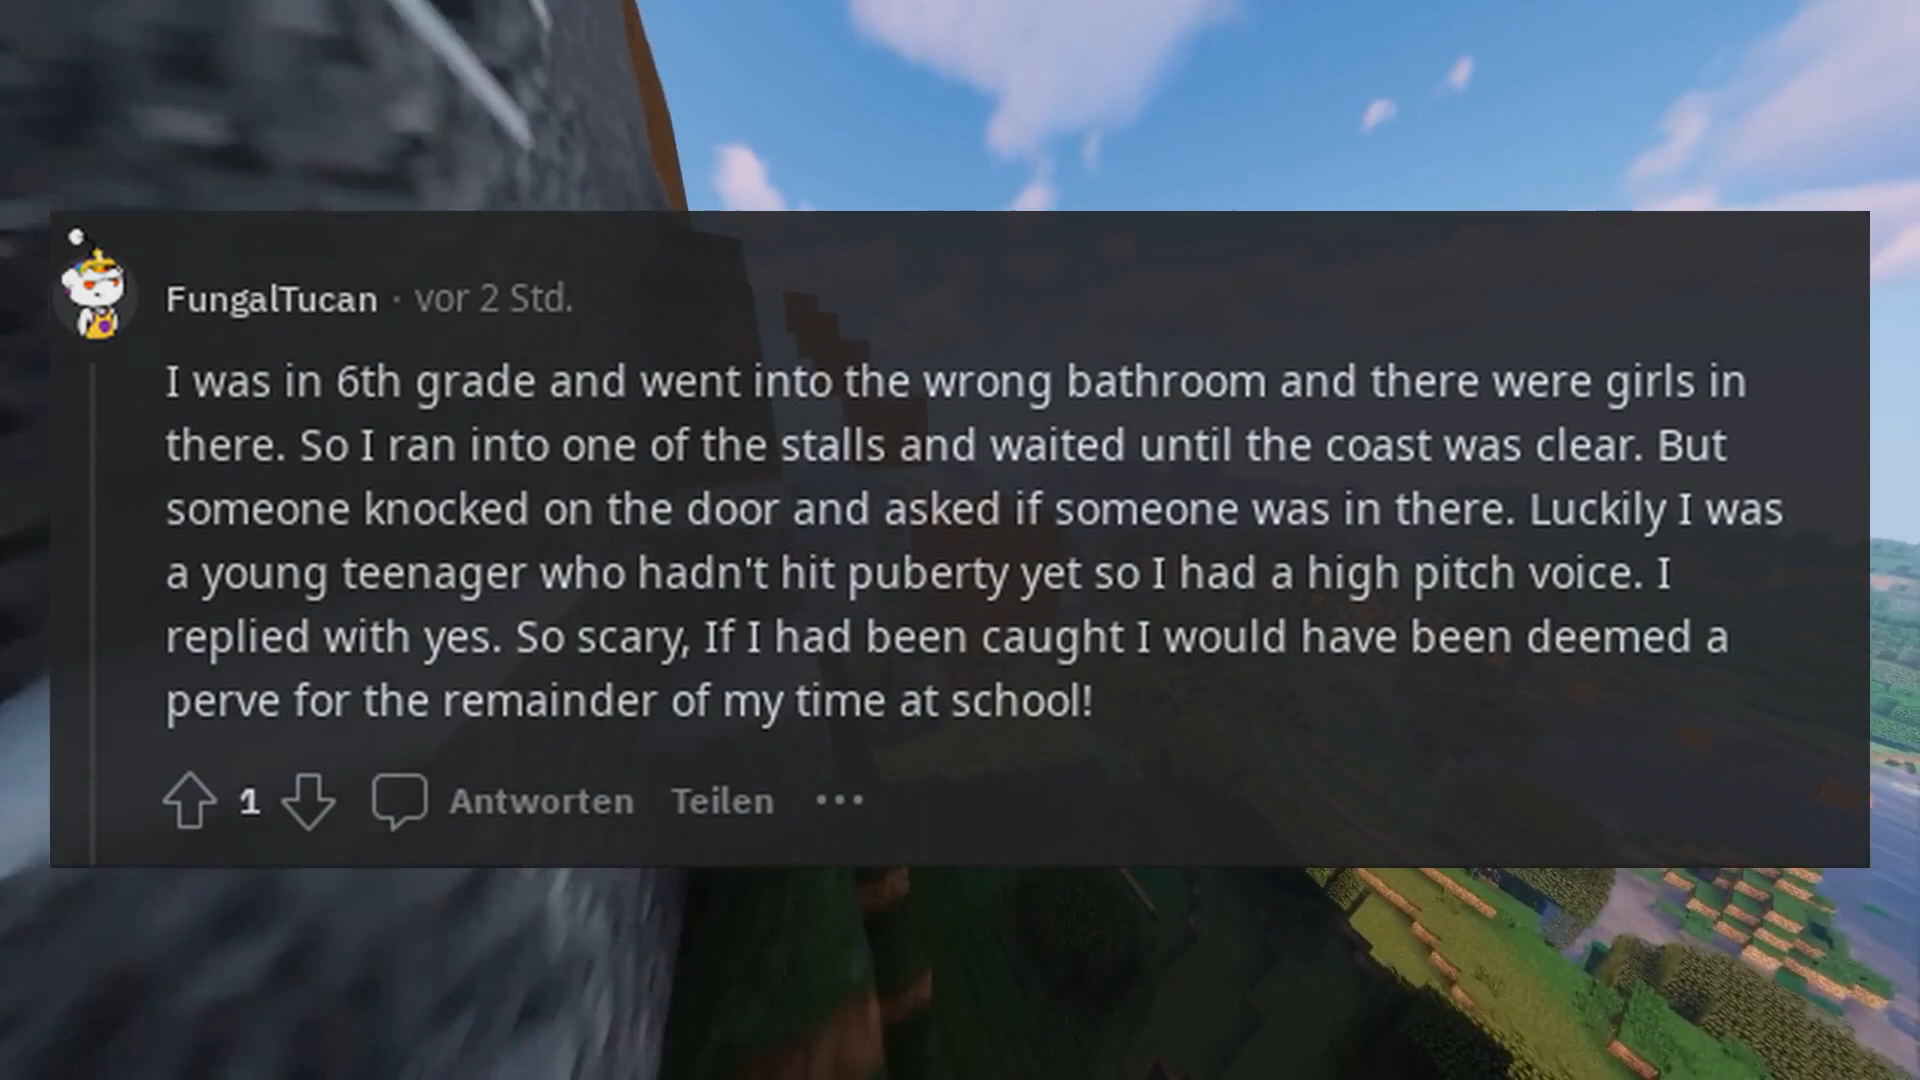 FungalTucan · vor 2 Std.
I was in 6th grade and went into the wrong bathroom and there were girls in
there. So I ran into one of the stalls and waited until the coast was clear. But
someone knocked on the door and asked if someone was in there. Luckily I was
a young teenager who hadn't hit puberty yet so I had a high pitch voice. I
replied with yes. So scary, If I had been caught I would have been deemed a
perve for the remainder of my time at school!
1 Antworten Teilen ...